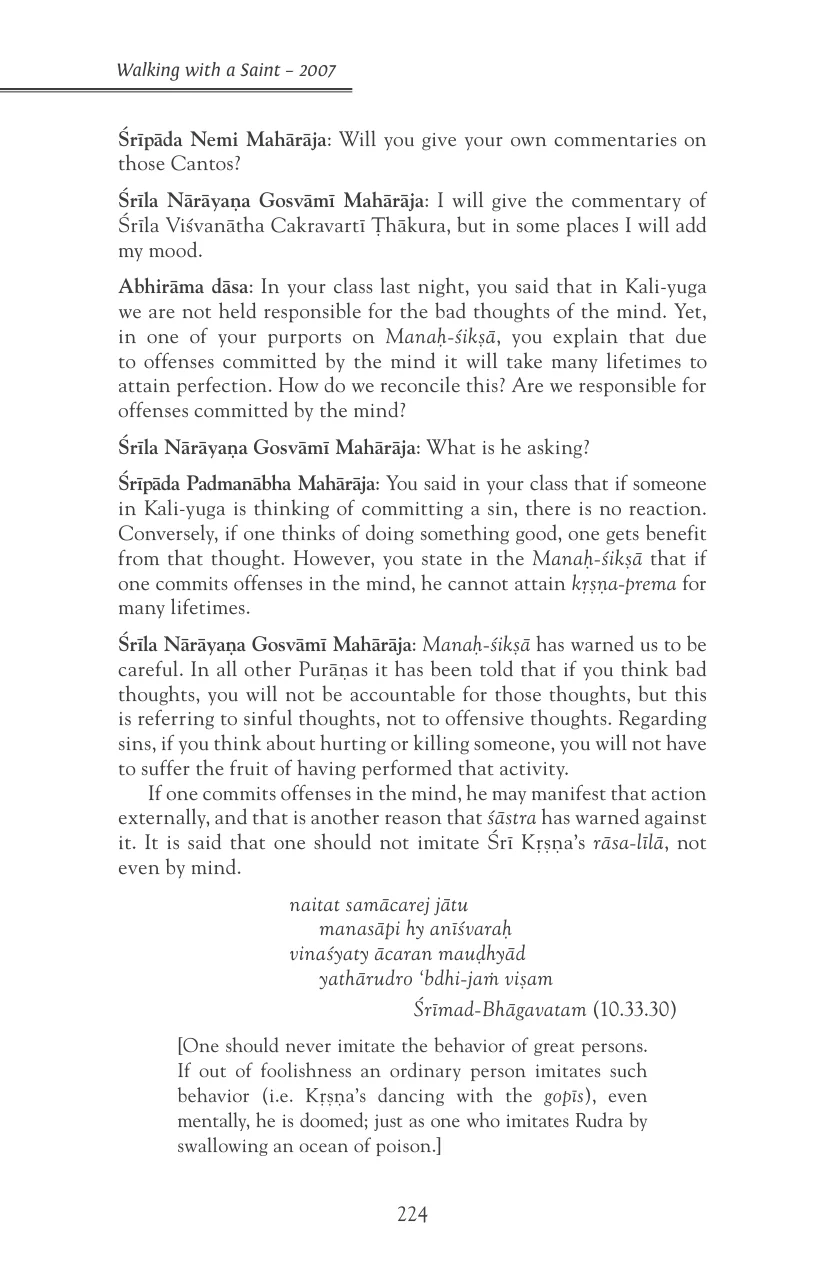 Walking with a Saint – 2007
Śrīpāda Nemi Mahārāja: Will you give your own commentaries on
those Cantos?
Śrīla Nārāyaṇa Gosvāmī Mahārāja: I will give the commentary of
Śrīla Viśvanātha Cakravartī Ṭhākura, but in some places I will add
my mood.
Abhirāma dāsa: In your class last night, you said that in Kali-yuga
we are not held responsible for the bad thoughts of the mind. Yet,
in one of your purports on Manaḥ-śikṣā, you explain that due
to offenses committed by the mind it will take many lifetimes to
attain perfection. How do we reconcile this? Are we responsible for
offenses committed by the mind?
Śrīla Nārāyaṇa Gosvāmī Mahārāja: What is he asking?
Śrīpāda Padmanābha Mahārāja: You said in your class that if someone
in Kali-yuga is thinking of committing a sin, there is no reaction.
Conversely, if one thinks of doing something good, one gets benefit
from that thought. However, you state in the Manaḥ-śikṣā that if
one commits offenses in the mind, he cannot attain kṛṣṇa-prema for
many lifetimes.
Śrīla Nārāyaṇa Gosvāmī Mahārāja: Manaḥ-śikṣā has warned us to be
careful. In all other Purāṇas it has been told that if you think bad
thoughts, you will not be accountable for those thoughts, but this
is referring to sinful thoughts, not to offensive thoughts. Regarding
sins, if you think about hurting or killing someone, you will not have
to suffer the fruit of having performed that activity.
If one commits offenses in the mind, he may manifest that action
externally, and that is another reason that śāstra has warned against
it. It is said that one should not imitate Śrī Kṛṣṇa’s rāsa-līlā, not
even by mind.
naitat samācarej jātu
manasāpi hy anīśvaraḥ
vinaśyaty ācaran mauḍhyād
yathārudro ‘bdhi-jaṁ viṣam
Śrīmad-Bhāgavatam (10.33.30)
[One should never imitate the behavior of great persons.
If out of foolishness an ordinary person imitates such
behavior (i.e. Kṛṣṇa’s dancing with the gopīs), even
mentally, he is doomed; just as one who imitates Rudra by
swallowing an ocean of poison.]
224